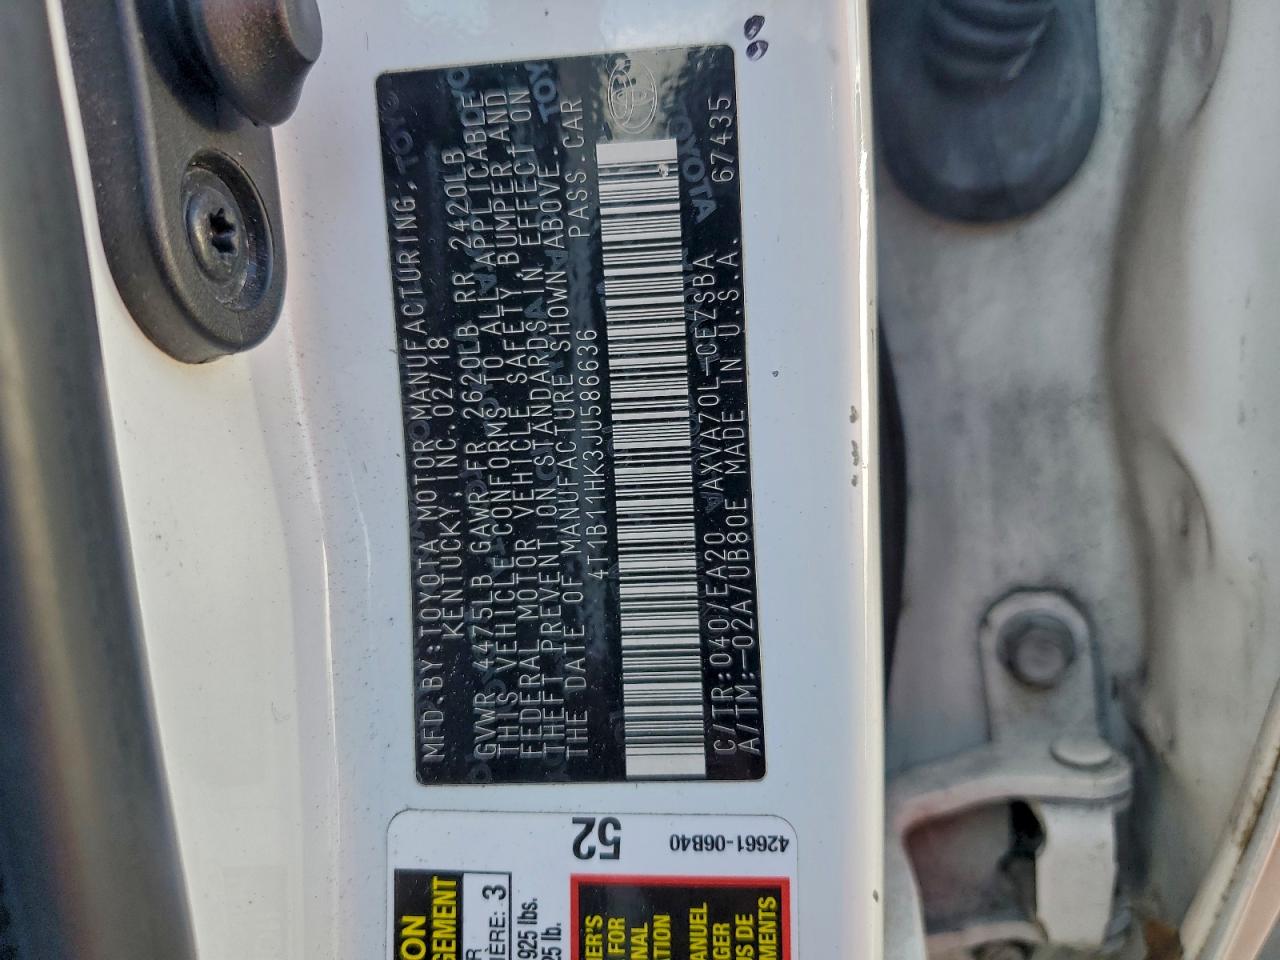 MFD.BY:TOYOTA MOTOR MANUFACTURING,
KENTUCKY, INC. 02/18
GVWR 4475LB GAWR FR 2620LB RR 2420LB
THIS VEHICLE CONFORMS TO ALL APPLICABLE
FEDERAL MOTOR VEHICLE SAFETY, BUMPER AND
THEFT PREVENTION STANDARDS IN EFFECT ON
THE DATE OF MANUFACTURE SHOWN ABOVE.
4T1B11HK3JU586636 PASS.CAR
C/TR:040/EA20 AXVA70L-CEZSBA 67435
A/TM:-02A/UB80E MADE IN U.S.A.
TOYOTA
52
42661-06B40
3
925 lbs.